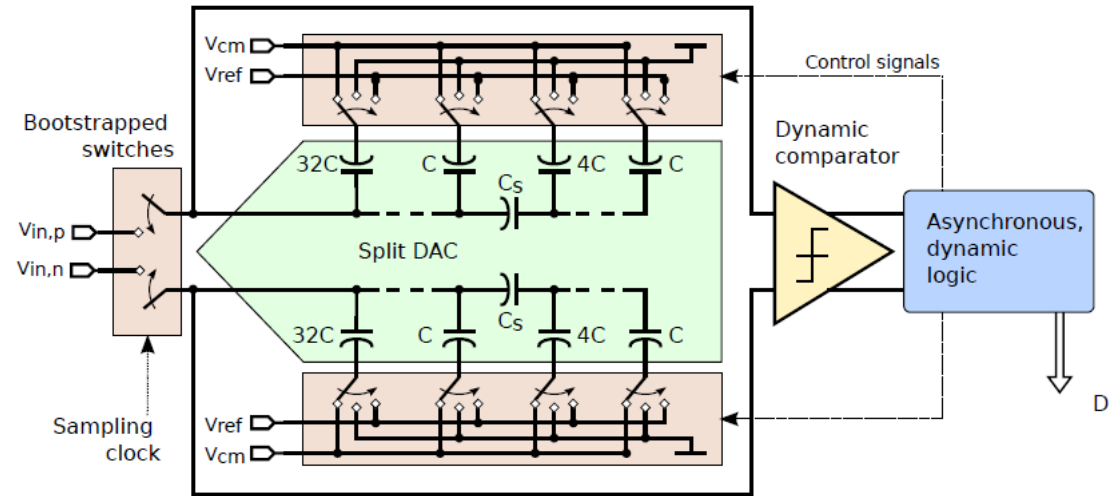 Vcm
Vref
Control signals
Bootstrapped
switches
Dynamic
comparator
32C
C
4C
C
Cs
Vin,p
Vin,n
Split DAC
Asynchronous,
dynamic
logic
Cs
32C
C
4C
C
Sampling
clock
Vref
Vcm
D